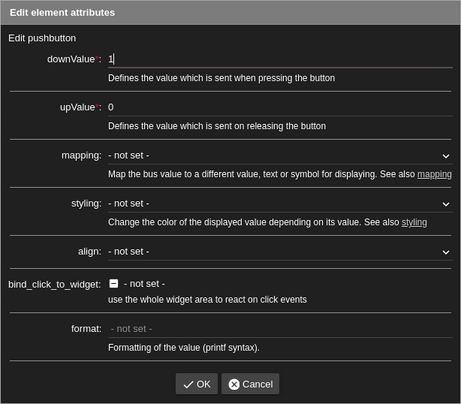 Edit element attributes
Edit pushbutton
downValue*: 1
Defines the value which is sent when pressing the button
upValue*: 0
Defines the value which is sent on releasing the button
mapping: - not set -
Map the bus value to a different value, text or symbol for displaying. See also mapping
styling: - not set -
Change the color of the displayed value depending on its value. See also styling
align: - not set -
bind_click_to_widget: - not set -
use the whole widget area to react on click events
format: - not set -
Formatting of the value (printf syntax).
OK Cancel